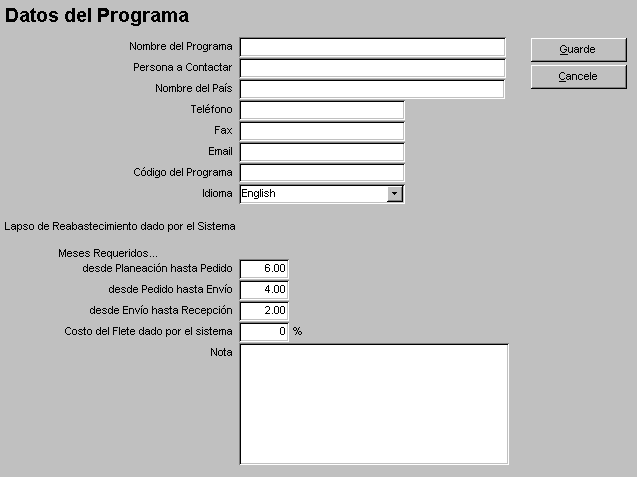 Datos del Programa
Nombre del Programa
Guarde
Persona a Contactar
Cancele
Nombre del País
Teléfono
Fax
Email
Código del Programa
Idioma English
Lapso de Reabastecimiento dado por el Sistema
Meses Requeridos...
desde Planeación hasta Pedido 6.00
desde Pedido hasta Envío 4.00
desde Envío hasta Recepción 2.00
Costo del Flete dado por el sistema 0 %
Nota